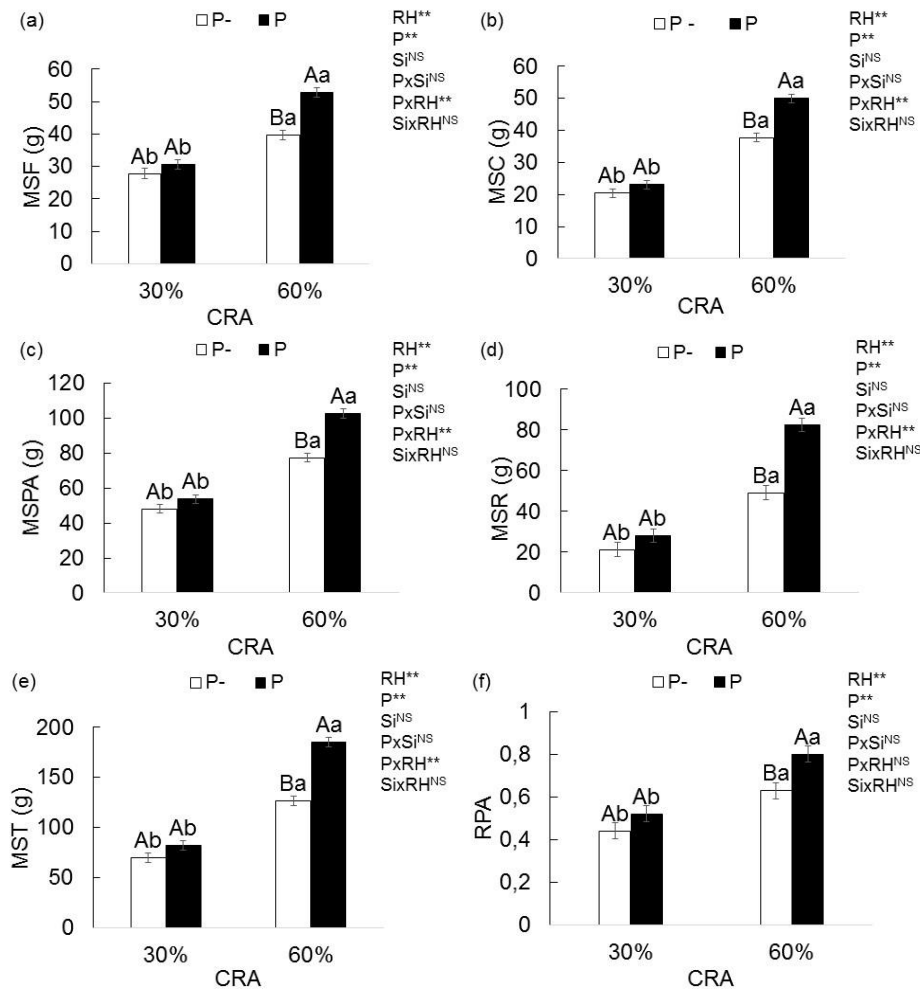 (a)
P- P
RH**
P**
Si^NS
PxSi^NS
PxRH**
SixRH^NS
MSF (g)
60
50
40
30
20
10
0
Ab Ab Ba Aa
30% 60%
CRA
(b)
P - P
RH**
P**
Si^NS
PxSi^NS
PxRH**
SixRH^NS
MSC (g)
60
50
40
30
20
10
0
Ab Ab Ba Aa
30% 60%
CRA
(c)
P- P
RH**
P**
Si^NS
PxSi^NS
PxRH**
SixRH^NS
MSPA (g)
120
100
80
60
40
20
0
Ab Ab Ba Aa
30% 60%
CRA
(d)
P- P
RH**
P**
Si^NS
PxSi^NS
PxRH**
SixRH^NS
MSR (g)
100
80
60
40
20
0
Ab Ab Ba Aa
30% 60%
CRA
(e)
P- P
RH**
P**
Si^NS
PxSi^NS
PxRH**
SixRH^NS
MST (g)
200
150
100
50
0
Ab Ab Ba Aa
30% 60%
CRA
(f)
P- P
RH**
P**
Si^NS
PxSi^NS
PxRH^NS
SixRH^NS
RPA
1
0,8
0,6
0,4
0,2
0
Ab Ab Ba Aa
30% 60%
CRA